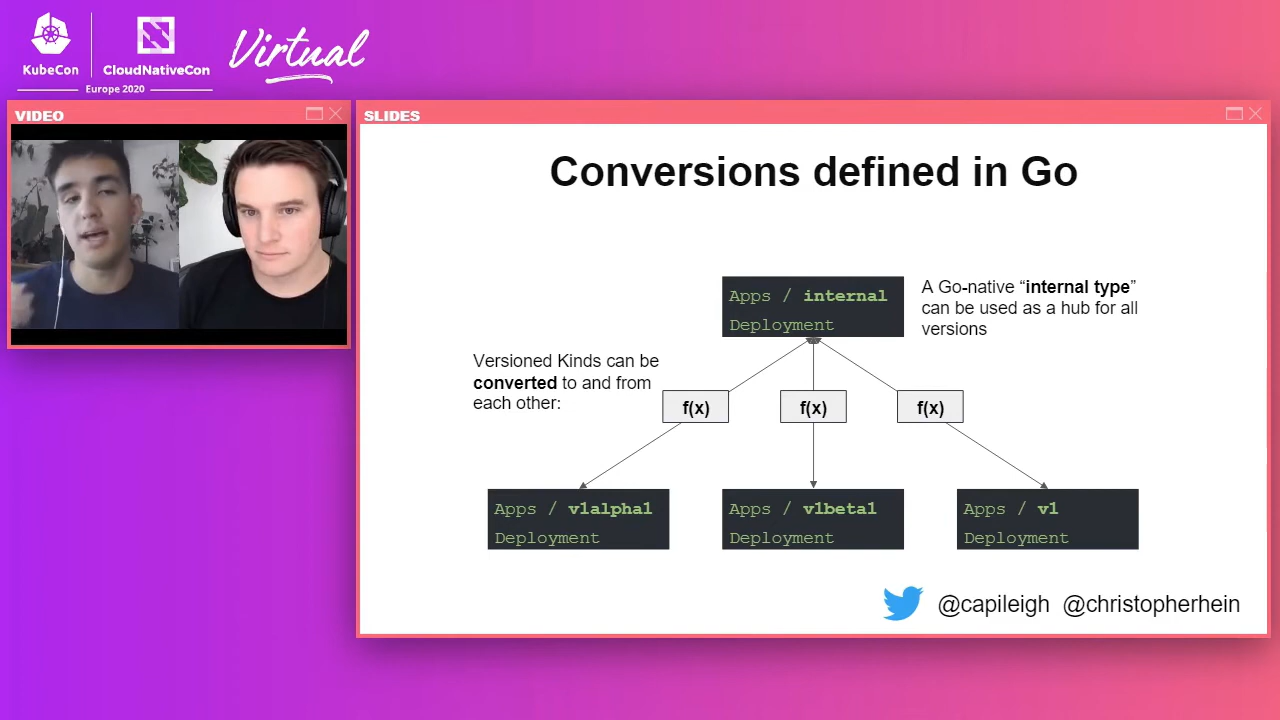 KubeCon
CloudNativeCon
Europe 2020
Virtual
VIDEO
SLIDES
Conversions defined in Go
Apps / internal
Deployment
A Go-native “internal type”
can be used as a hub for all
versions
Versioned Kinds can be
converted to and from
each other:
f(x)
f(x)
f(x)
Apps / v1alpha1
Deployment
Apps / v1beta1
Deployment
Apps / v1
Deployment
@capileigh @christopherhein